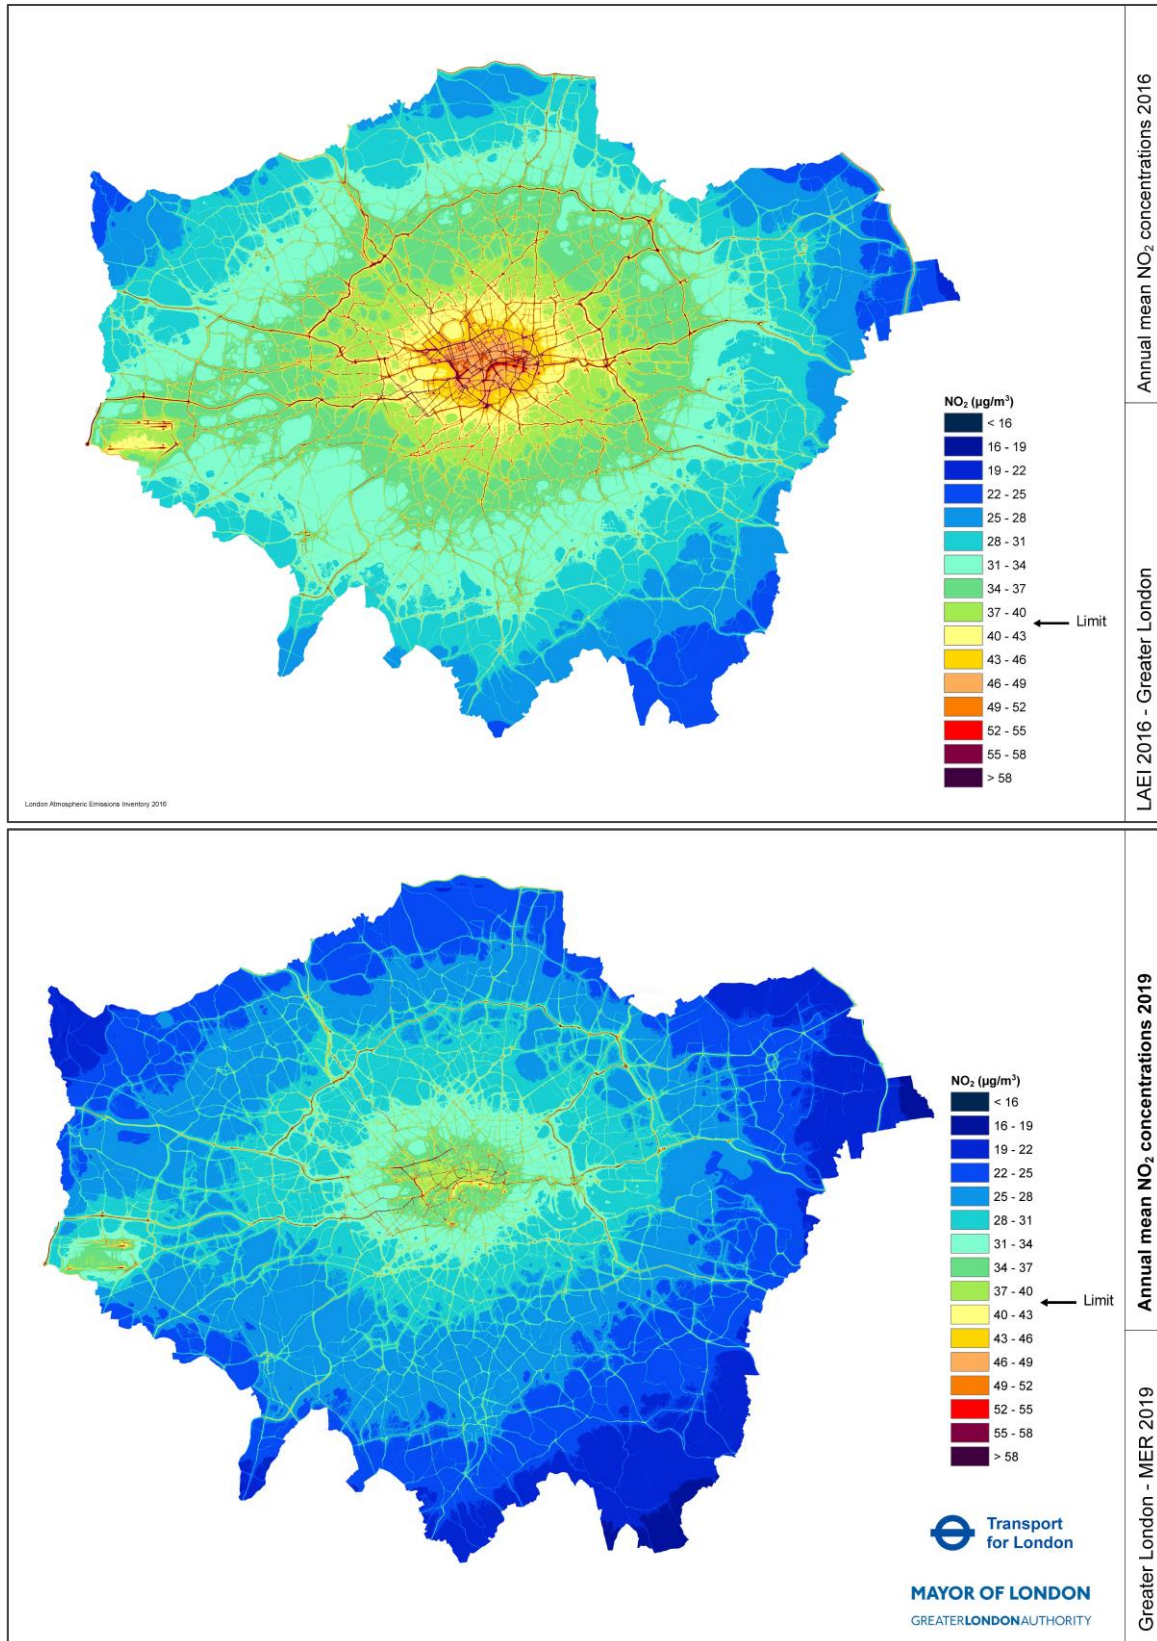 Annual mean NO₂ concentrations 2016
LAEI 2016 - Greater London
NO₂ (µg/m³)
< 16
16 - 19
19 - 22
22 - 25
25 - 28
28 - 31
31 - 34
34 - 37
37 - 40
Limit
40 - 43
43 - 46
46 - 49
49 - 52
52 - 55
55 - 58
> 58
London Atmospheric Emissions Inventory 2016
Annual mean NO₂ concentrations 2019
Greater London - MER 2019
NO₂ (µg/m³)
< 16
16 - 19
19 - 22
22 - 25
25 - 28
28 - 31
31 - 34
34 - 37
37 - 40
Limit
40 - 43
43 - 46
46 - 49
49 - 52
52 - 55
55 - 58
> 58
Transport
for London
MAYOR OF LONDON
GREATERLONDONAUTHORITY